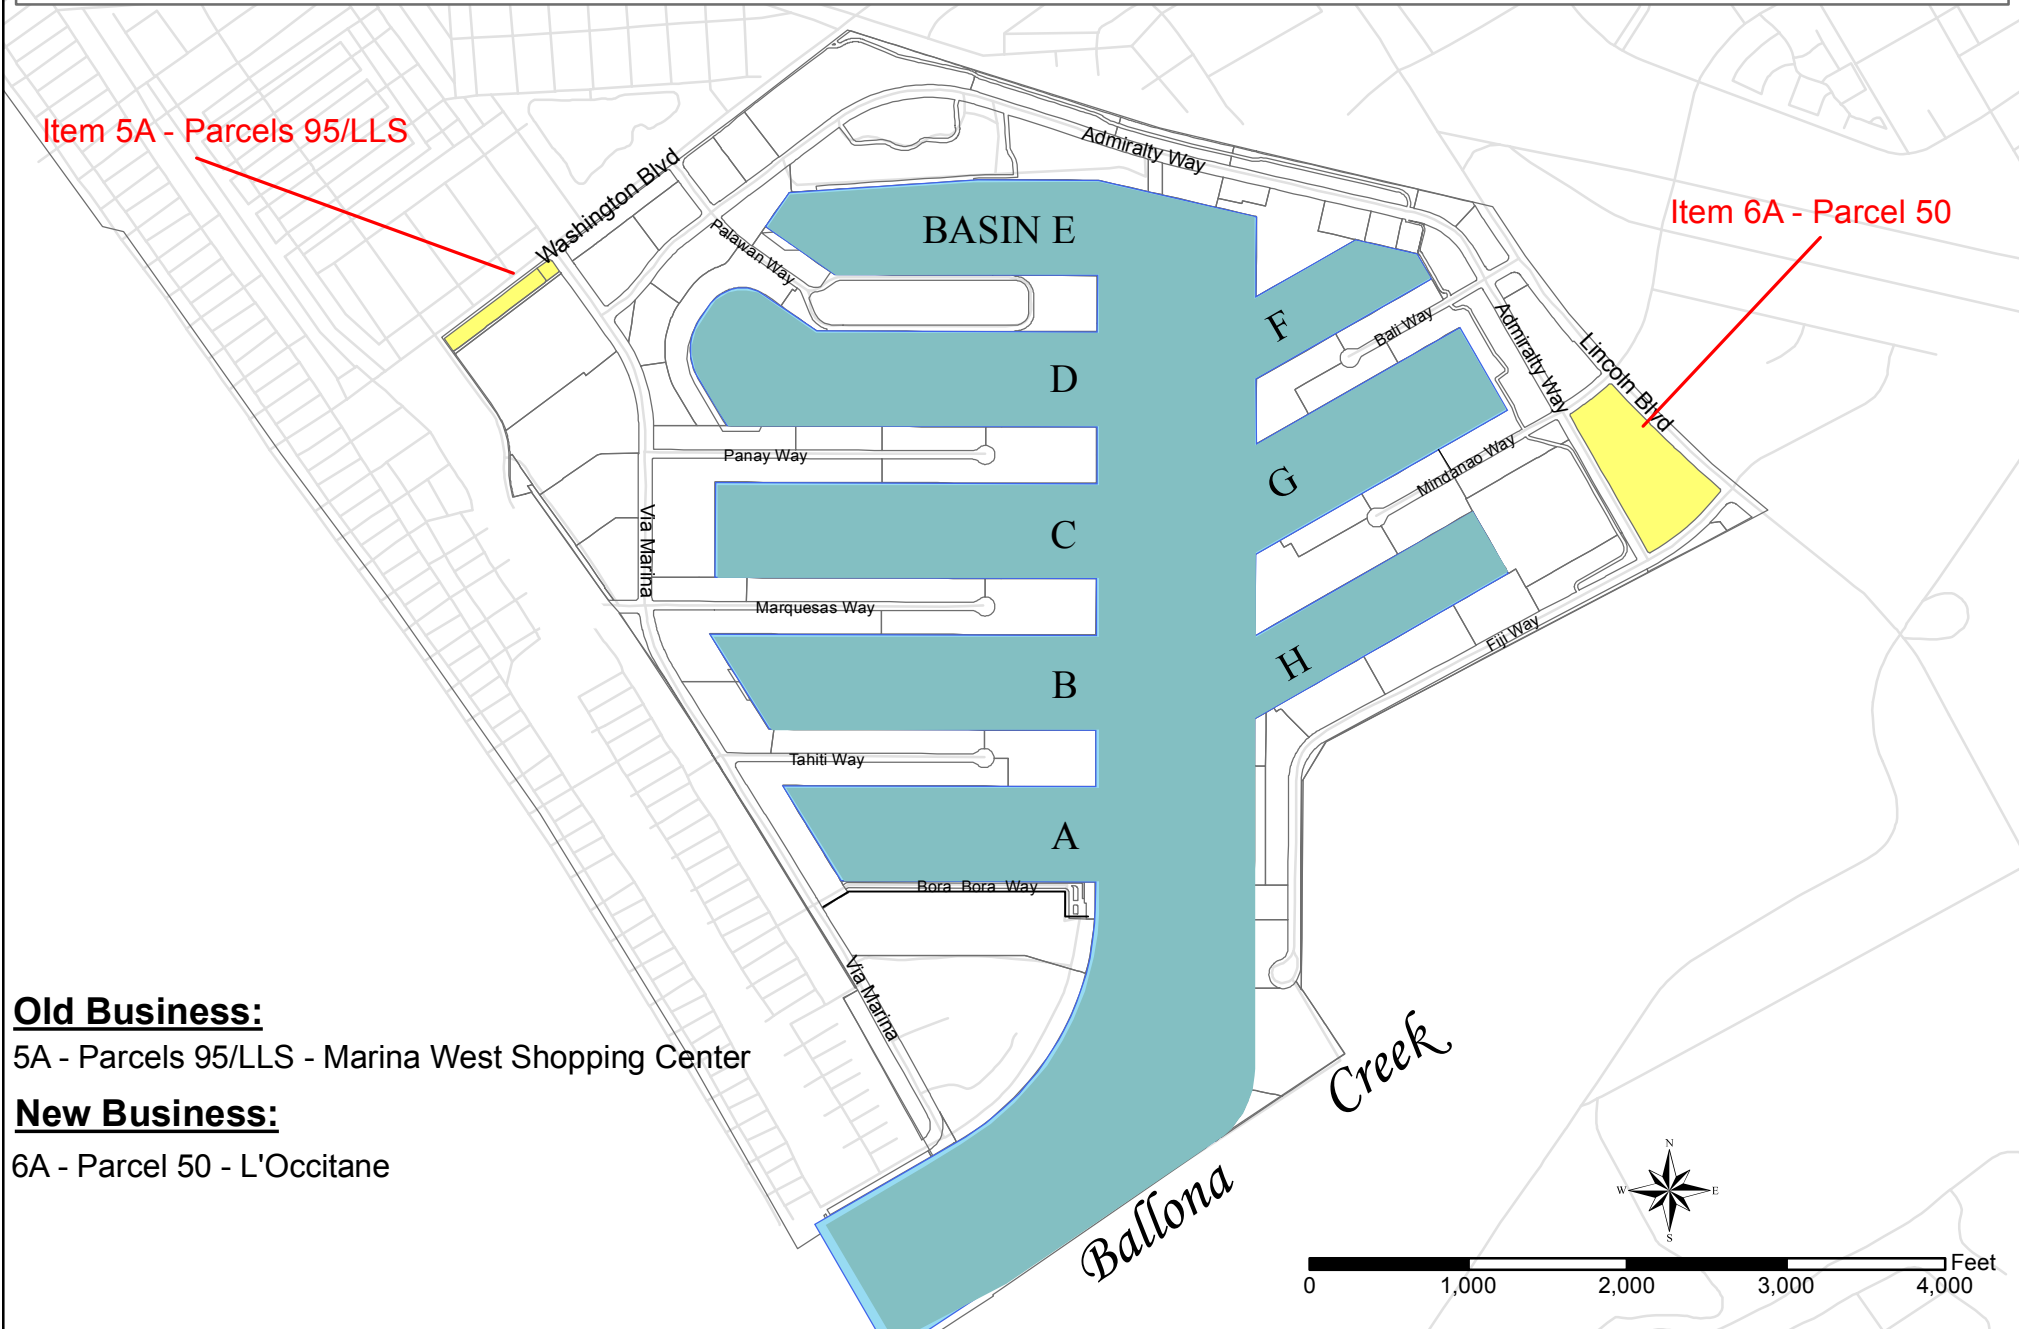 Item 5A - Parcels 95/LLS
Washington Blvd
Admiralty Way
Item 6A - Parcel 50
BASIN E
Palawan Way
F
Bali Way
Admiralty Way
Lincoln Blvd
D
Panay Way
G
Mindanao Way
C
Via Marina
Marquesas Way
Fiji Way
H
B
Tahiti Way
A
Bora Bora Way
Via Marina
Old Business:
5A - Parcels 95/LLS - Marina West Shopping Center
New Business:
6A - Parcel 50 - L'Occitane
Ballona Creek
N
W E
S
Feet
0 1,000 2,000 3,000 4,000